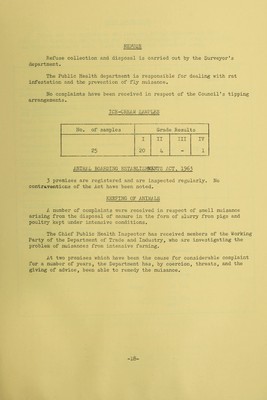 REFUSE
Refuse collection and disposal is carried out by the Surveyor's
department.
The Public Health department is responsible for dealing with rat
infestation and the prevention of fly nuisance.
No complaints have been received in respect of the Council's tipping
arrangements.
ICE-CREAM SAMPLES
No. of samples Grade Results
I II III IV
25 20 4 - 1
ANIMAL BOARDING ESTABLISHMENTS ACT, 1963
3 premises are registered and are inspected regularly. No
contraventions of the Act have been noted.
KEEPING OF ANIMALS
A number of complaints were received in respect of smell nuisance
arising from the disposal of manure in the form of slurry from pigs and
poultry kept under intensive conditions.
The Chief Public Health Inspector has received members of the Working
Party of the Department of Trade and Industry, who are investigating the
problem of nuisances from intensive farming.
At two premises which have been the cause for considerable complaint
for a number of years, the Department has, by coercion, threats, and the
giving of advice, been able to remedy the nuisance.
-18-